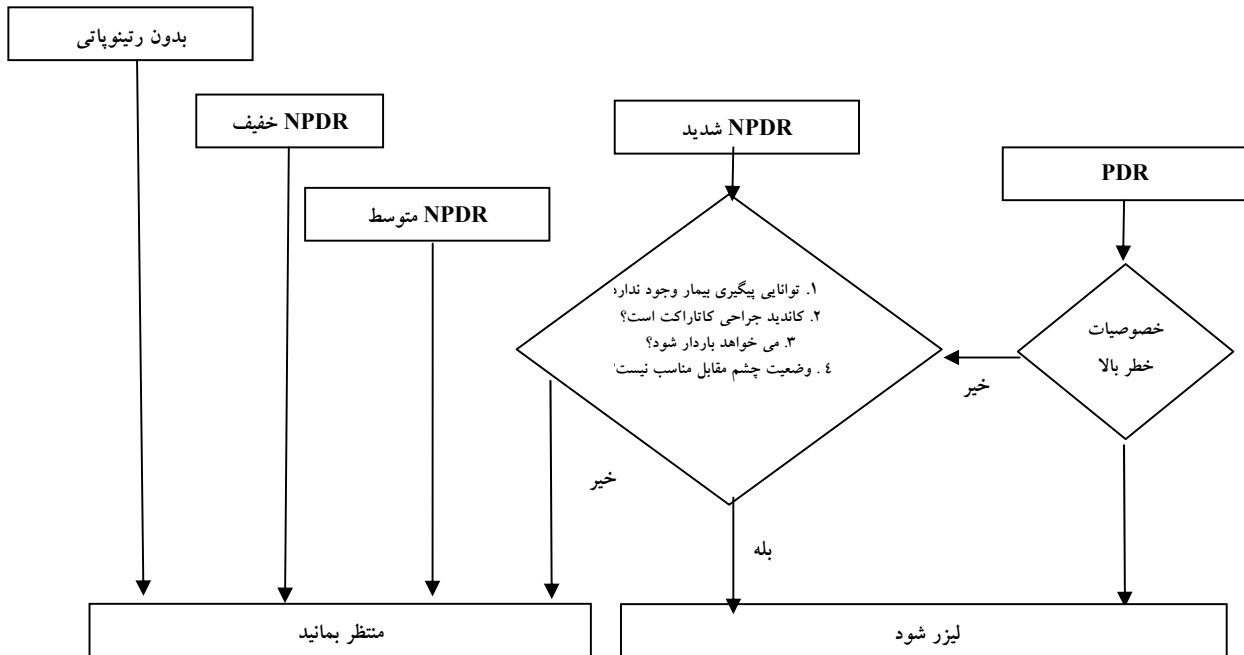 بدون رتینوپاتی
NPDR خفیف
NPDR شدید
PDR
NPDR متوسط
۱. توانایی پیگیری بیمار وجود ندارد
۲. کاندید جراحی کاتاراکت است؟
۳. می خواهد باردار شود؟
٤ . وضعیت چشم مقابل مناسب نیست؟
خصوصیات
خطر بالا
خیر
خیر
بله
منتظر بمانید
لیزر شود